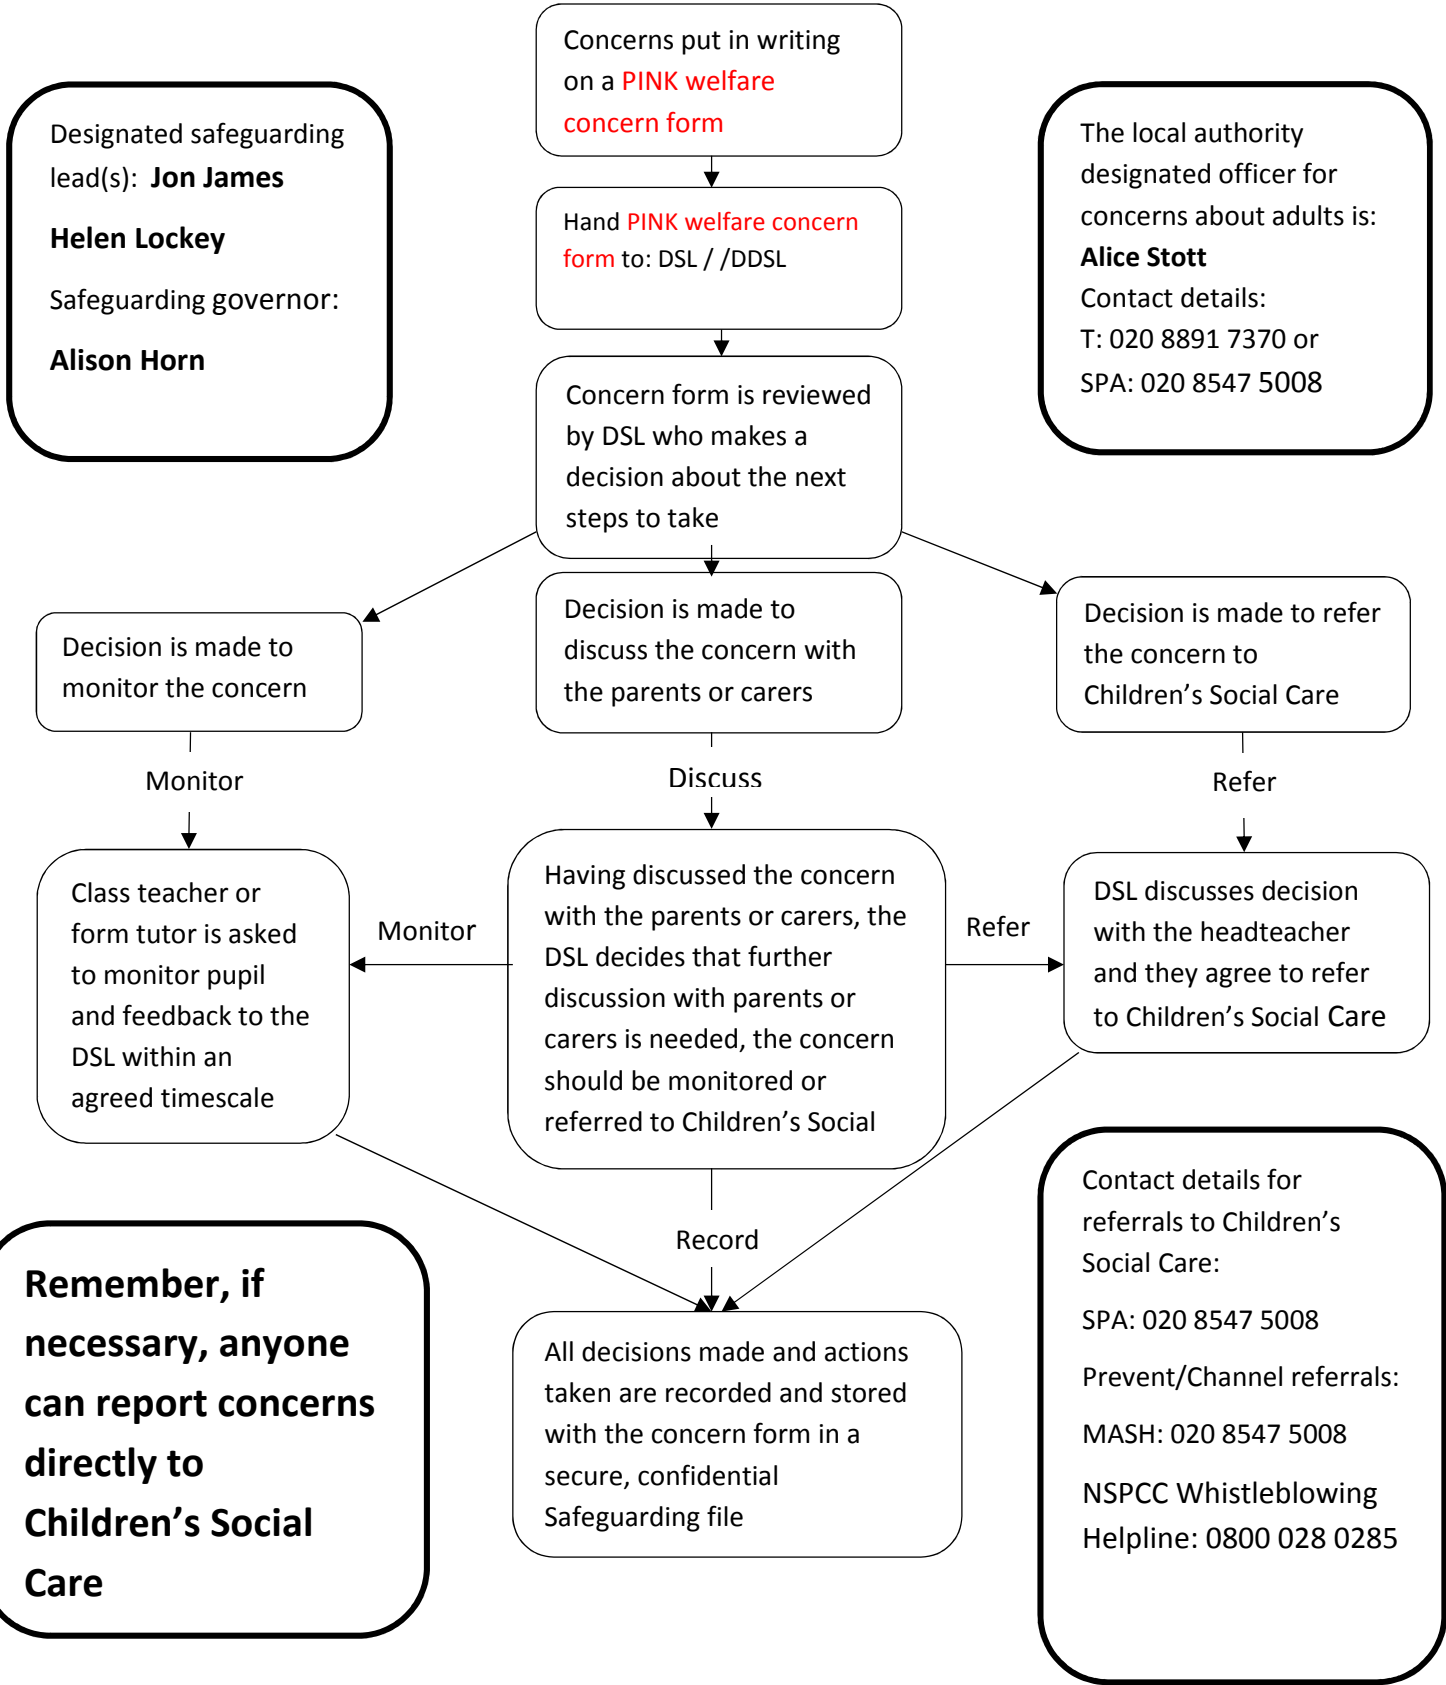 Concerns put in writing
on a PINK welfare
concern form
Designated safeguarding
lead(s): Jon James
Helen Lockey
Safeguarding governor:
Alison Horn
The local authority
designated officer for
concerns about adults is:
Alice Stott
Contact details:
T: 020 8891 7370 or
SPA: 020 8547 5008
Hand PINK welfare concern
form to: DSL / /DDSL
Concern form is reviewed
by DSL who makes a
decision about the next
steps to take
Decision is made to
monitor the concern
Decision is made to
discuss the concern with
the parents or carers
Decision is made to refer
the concern to
Children’s Social Care
Monitor
Discuss
Refer
Class teacher or
form tutor is asked
to monitor pupil
and feedback to the
DSL within an
agreed timescale
Monitor
Having discussed the concern
with the parents or carers, the
DSL decides that further
discussion with parents or
carers is needed, the concern
should be monitored or
referred to Children’s Social
Refer
DSL discusses decision
with the headteacher
and they agree to refer
to Children’s Social Care
Record
Remember, if
necessary, anyone
can report concerns
directly to
Children’s Social
Care
All decisions made and actions
taken are recorded and stored
with the concern form in a
secure, confidential
Safeguarding file
Contact details for
referrals to Children’s
Social Care:
SPA: 020 8547 5008
Prevent/Channel referrals:
MASH: 020 8547 5008
NSPCC Whistleblowing
Helpline: 0800 028 0285